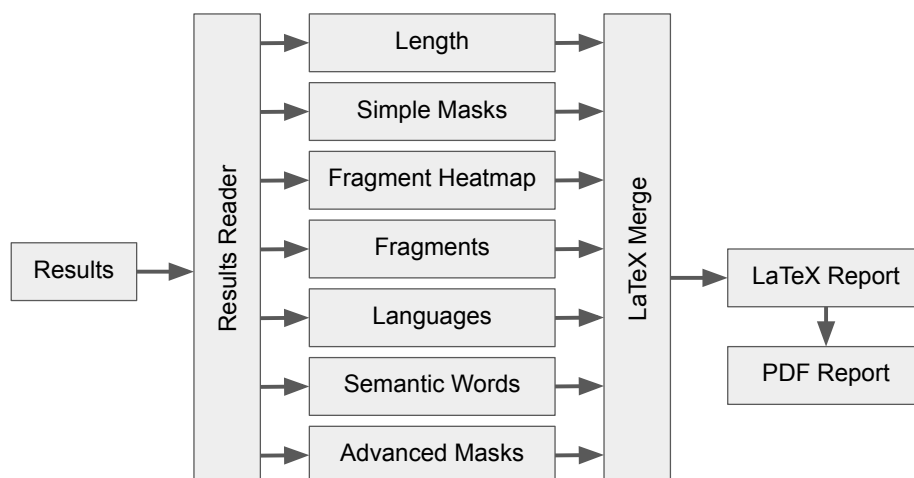 Results
Results Reader
Length
Simple Masks
Fragment Heatmap
Fragments
Languages
Semantic Words
Advanced Masks
LaTeX Merge
LaTeX Report
PDF Report